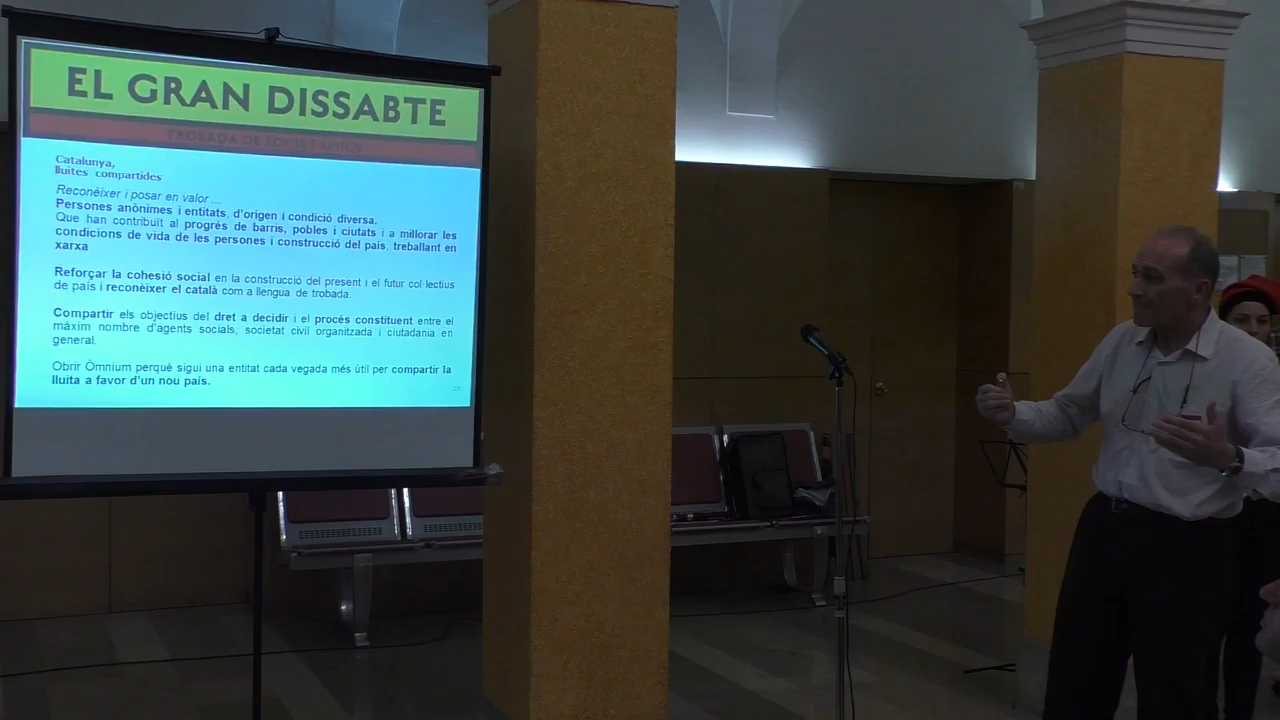 EL GRAN DISSABTE
TROBADA DE SOCIS I AMICS
Catalunya,
lluites compartides
Reconèixer i posar en valor ...
Persones anònimes i entitats, d'origen i condició diversa.
Que han contribuït al progrés de barris, pobles i ciutats i a millorar les
condicions de vida de les persones i construcció del país, treballant en
xarxa
Reforçar la cohesió social en la construcció del present i el futur col·lectius
de país i reconèixer el català com a llengua de trobada.
Compartir els objectius del dret a decidir i el procés constituent entre el
màxim nombre d'agents socials, societat civil organitzada i ciutadania en
general.
Obrir Òmnium perquè sigui una entitat cada vegada més útil per compartir la
lluita a favor d'un nou país.